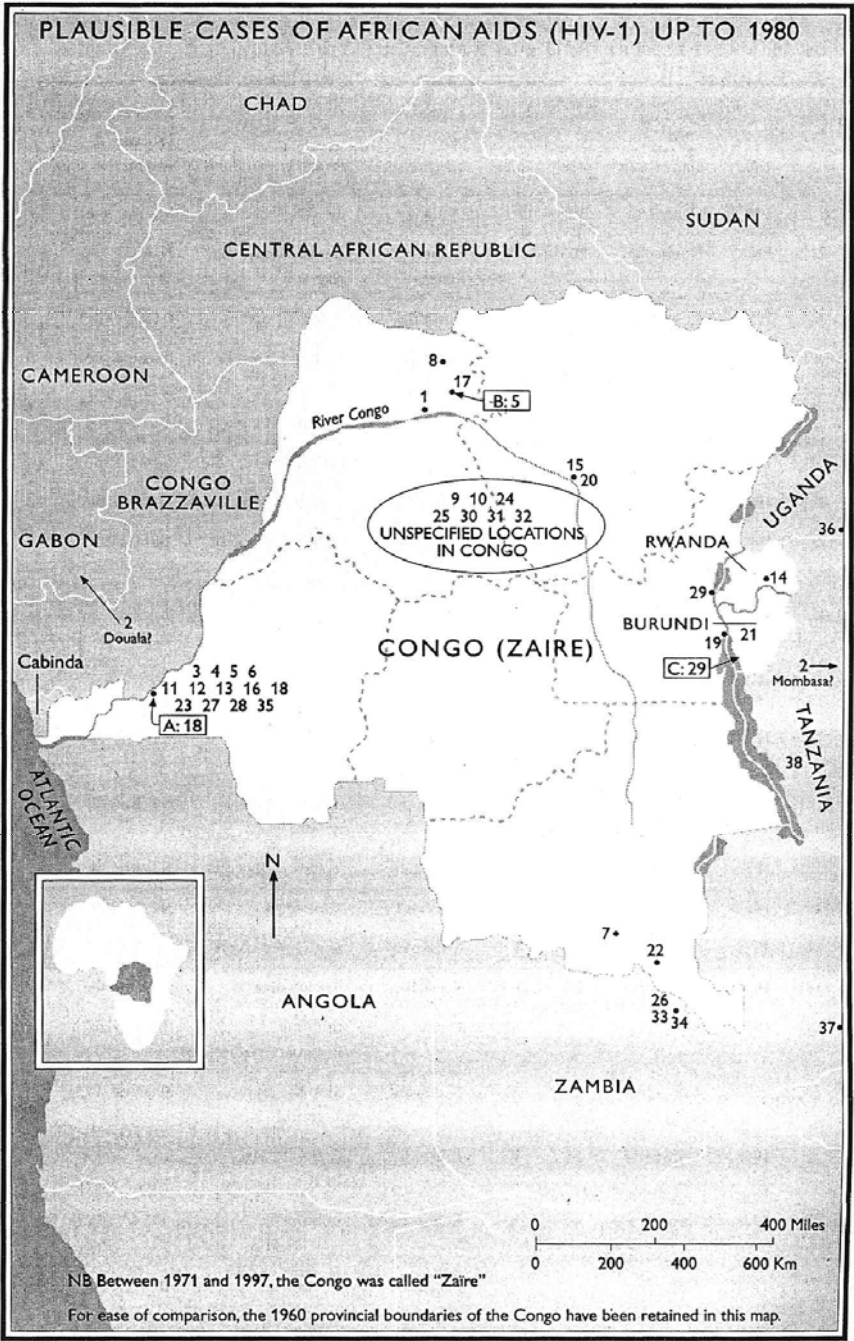 PLAUSIBLE CASES OF AFRICAN AIDS (HIV-1) UP TO 1980
CHAD
SUDAN
CENTRAL AFRICAN REPUBLIC
CAMEROON
8
17
1
B: 5
River Congo
15
20
CONGO
BRAZZAVILLE
9 10 24
25 30 31 32
UNSPECIFIED LOCATIONS
IN CONGO
UGANDA
36
GABON
RWANDA
14
29
2
Douala?
BURUNDI
19
21
CONGO (ZAIRE)
C: 29
2
Mombasa?
Cabinda
3 4 5 6
11 12 13 16 18
23 27 28 35
A: 18
TANZANIA
38
ATLANTIC
OCEAN
N
7
22
26
33 34
37
ANGOLA
ZAMBIA
0 200 400 Miles
0 200 400 600 Km
NB Between 1971 and 1997, the Congo was called "Zaïre"
For ease of comparison, the 1960 provincial boundaries of the Congo have been retained in this map.